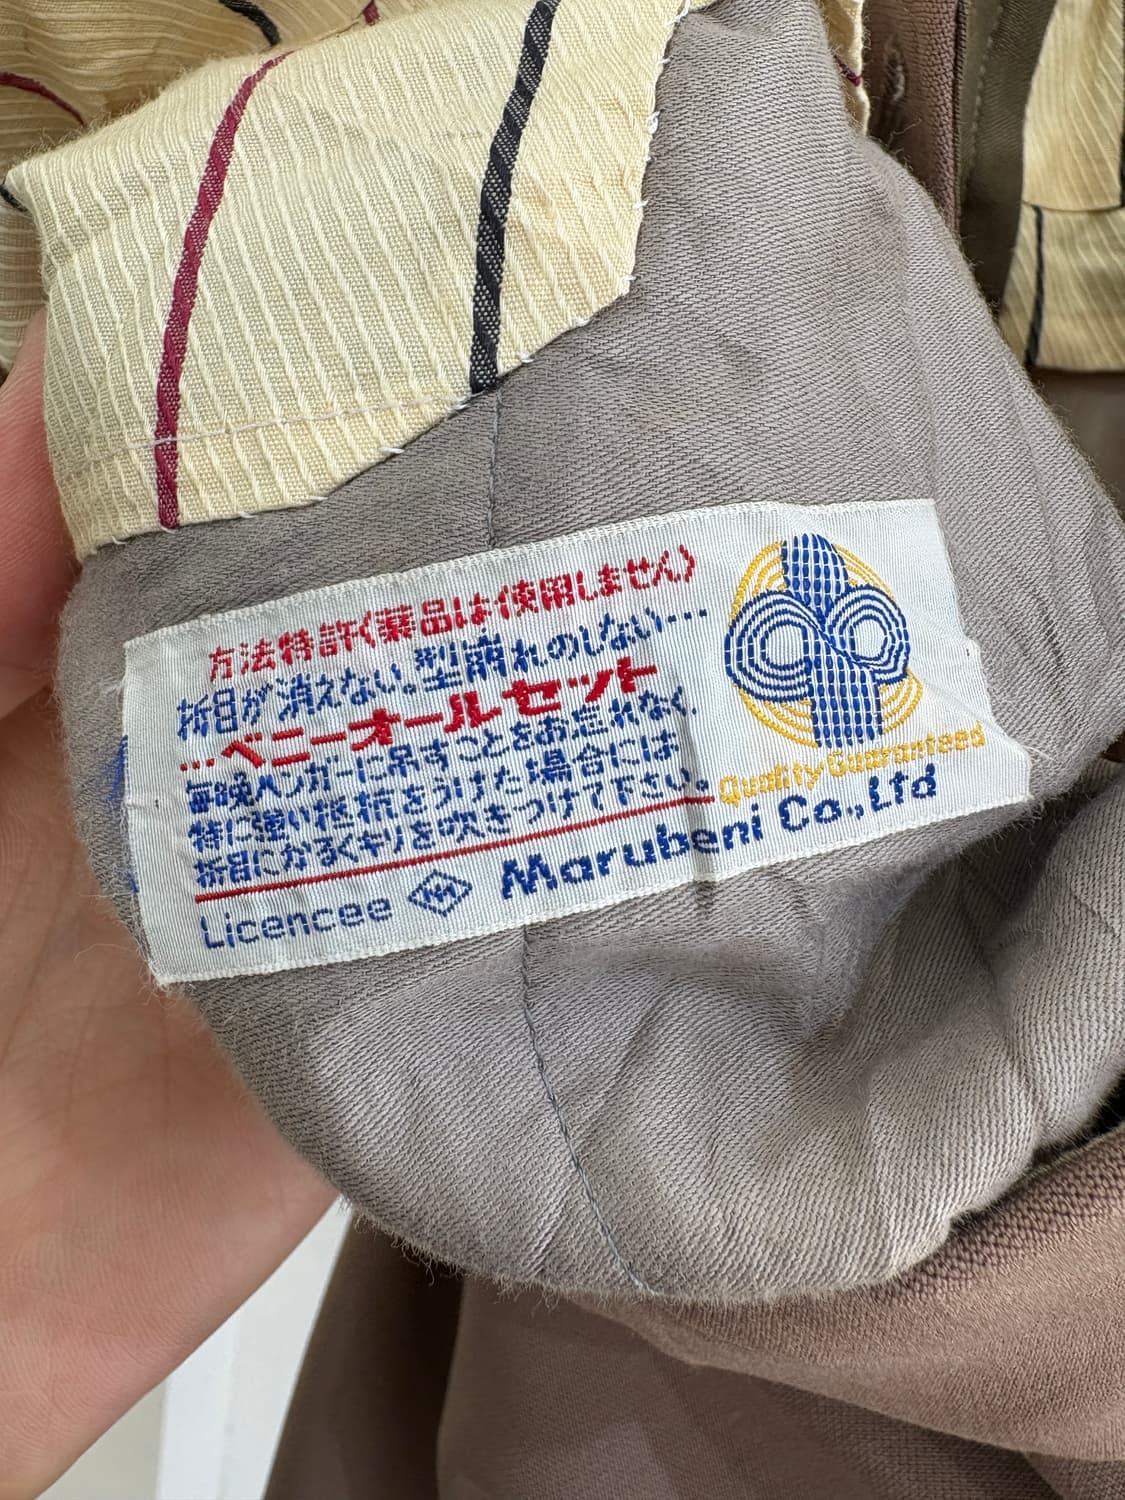 方法特許〈薬品は使用しません〉
折目が消えない。型崩れのしない…
…ベニーオールセット
毎晩ハンガーに吊すことをお忘れなく。
特に強い抵抗をうけた場合には
折目にかるくキリを吹きつけて下さい。
Quality Guaranteed
Licencee Marubeni Co.,Ltd